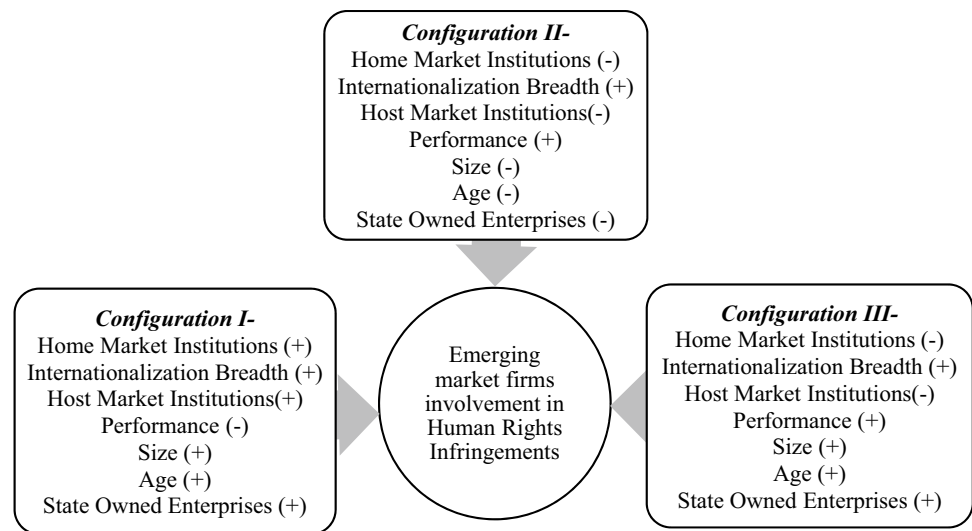 Configuration II-
Home Market Institutions (-)
Internationalization Breadth (+)
Host Market Institutions(-)
Performance (+)
Size (-)
Age (-)
State Owned Enterprises (-)
Configuration I-
Home Market Institutions (+)
Internationalization Breadth (+)
Host Market Institutions(+)
Performance (-)
Size (+)
Age (+)
State Owned Enterprises (+)
Emerging
market firms
involvement in
Human Rights
Infringements
Configuration III-
Home Market Institutions (-)
Internationalization Breadth (+)
Host Market Institutions(-)
Performance (+)
Size (+)
Age (+)
State Owned Enterprises (+)